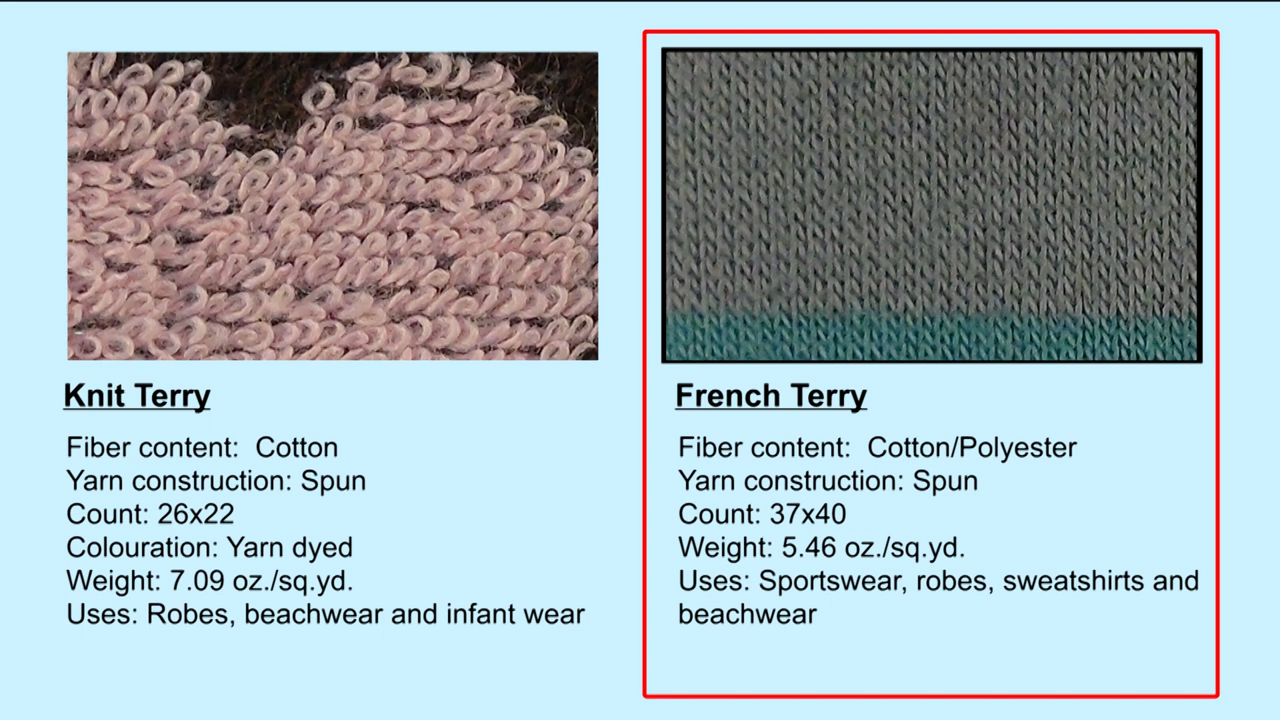 Knit Terry
Fiber content:  Cotton
Yarn construction: Spun
Count: 26x22
Colouration: Yarn dyed
Weight: 7.09 oz./sq.yd.
Uses: Robes, beachwear and infant wear
French Terry
Fiber content:  Cotton/Polyester
Yarn construction: Spun
Count: 37x40
Weight: 5.46 oz./sq.yd.
Uses: Sportswear, robes, sweatshirts and
beachwear